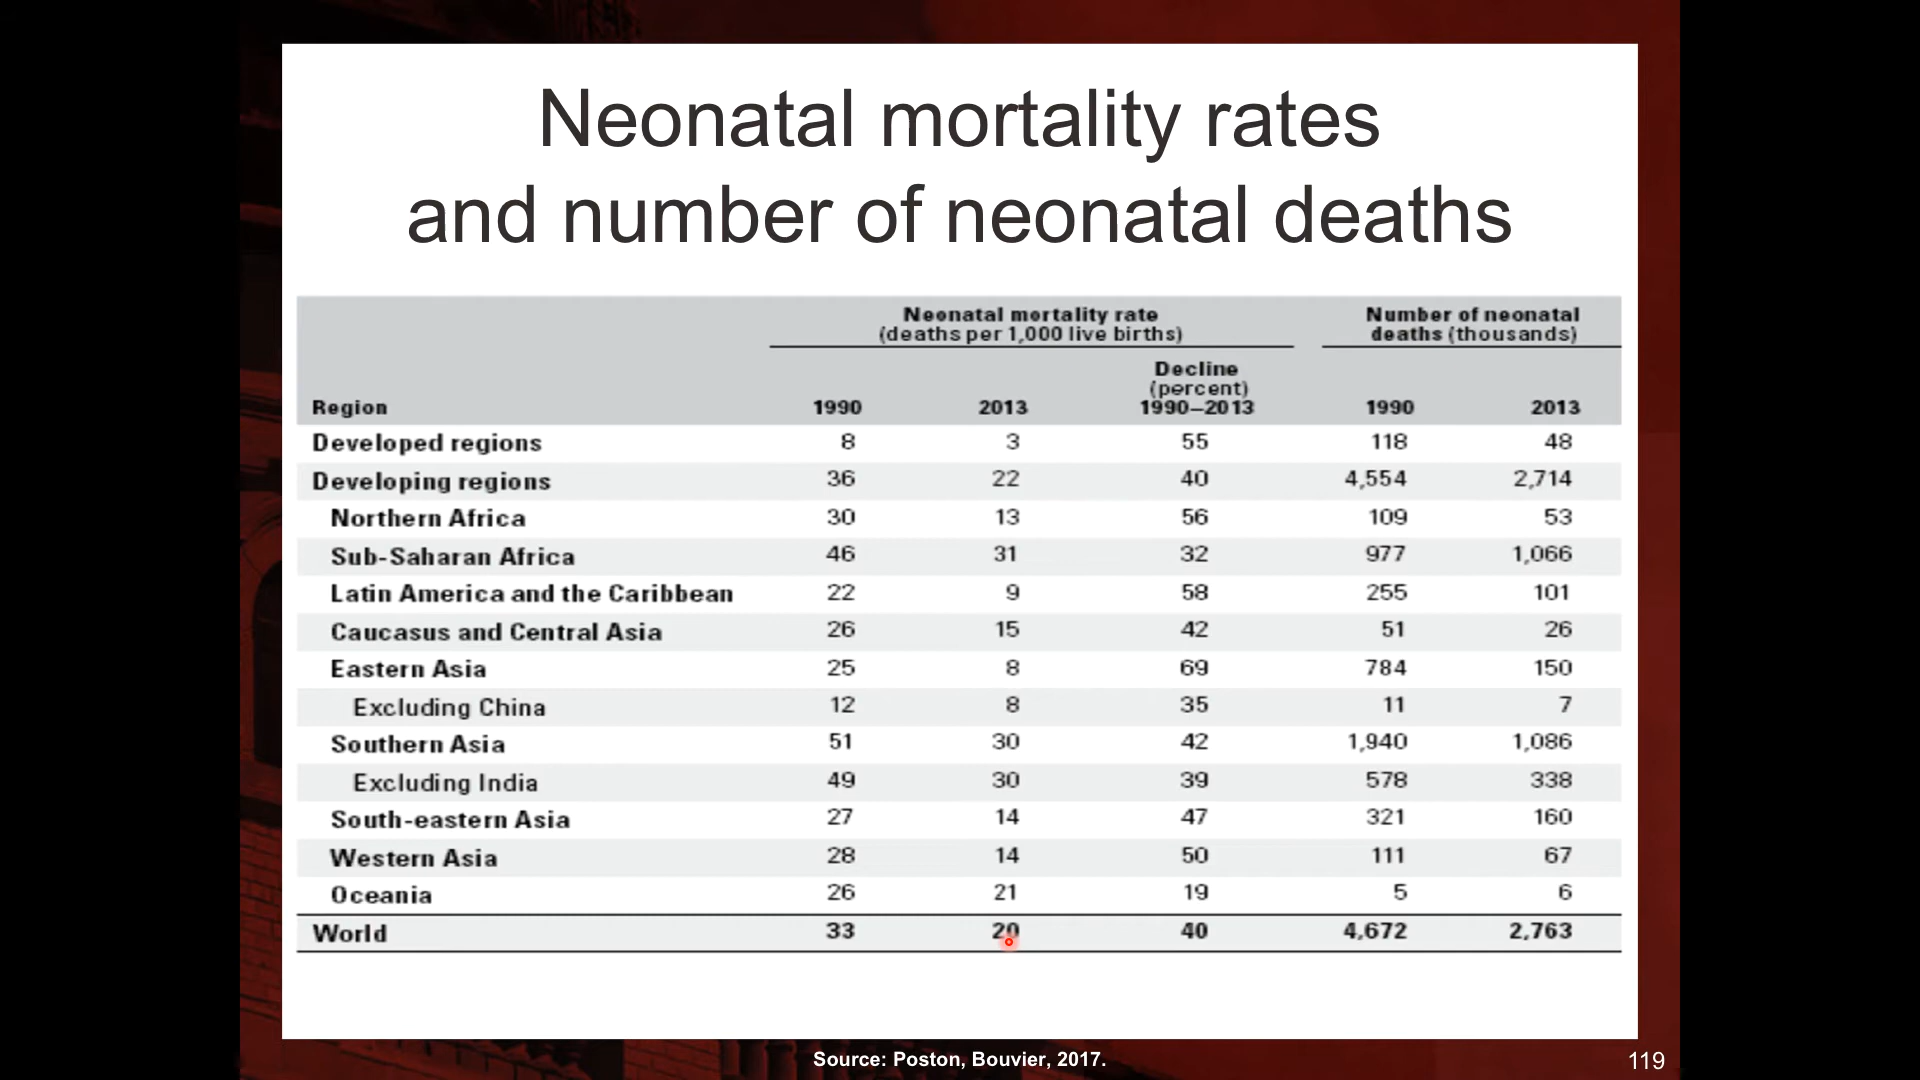 Neonatal mortality rates
and number of neonatal deaths
Neonatal mortality rate Number of neonatal
(deaths per 1,000 live births) deaths (thousands)
Decline
(percent)
Region 1990 2013 1990–2013 1990 2013
Developed regions 8 3 55 118 48
Developing regions 36 22 40 4,554 2,714
Northern Africa 30 13 56 109 53
Sub-Saharan Africa 46 31 32 977 1,066
Latin America and the Caribbean 22 9 58 255 101
Caucasus and Central Asia 26 15 42 51 26
Eastern Asia 25 8 69 784 150
Excluding China 12 8 35 11 7
Southern Asia 51 30 42 1,940 1,086
Excluding India 49 30 39 578 338
South-eastern Asia 27 14 47 321 160
Western Asia 28 14 50 111 67
Oceania 26 21 19 5 6
World 33 20 40 4,672 2,763
Source: Poston, Bouvier, 2017.
119